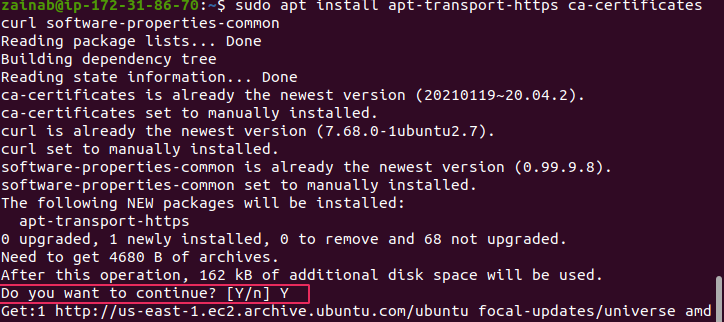 zainab@ip-172-31-86-70:~$ sudo apt install apt-transport-https ca-certificates
curl software-properties-common
Reading package lists... Done
Building dependency tree
Reading state information... Done
ca-certificates is already the newest version (20210119~20.04.2).
ca-certificates set to manually installed.
curl is already the newest version (7.68.0-1ubuntu2.7).
curl set to manually installed.
software-properties-common is already the newest version (0.99.9.8).
software-properties-common set to manually installed.
The following NEW packages will be installed:
  apt-transport-https
0 upgraded, 1 newly installed, 0 to remove and 68 not upgraded.
Need to get 4680 B of archives.
After this operation, 162 kB of additional disk space will be used.
Do you want to continue? [Y/n] Y
Get:1 http://us-east-1.ec2.archive.ubuntu.com/ubuntu focal-updates/universe amd